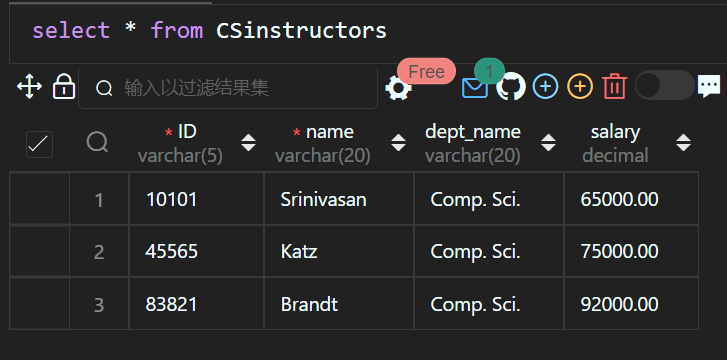 select * from CSinstructors
输入以过滤结果集 Free 1
* ID * name dept_name salary
varchar(5) varchar(20) varchar(20) decimal
1 10101 Srinivasan Comp. Sci. 65000.00
2 45565 Katz Comp. Sci. 75000.00
3 83821 Brandt Comp. Sci. 92000.00